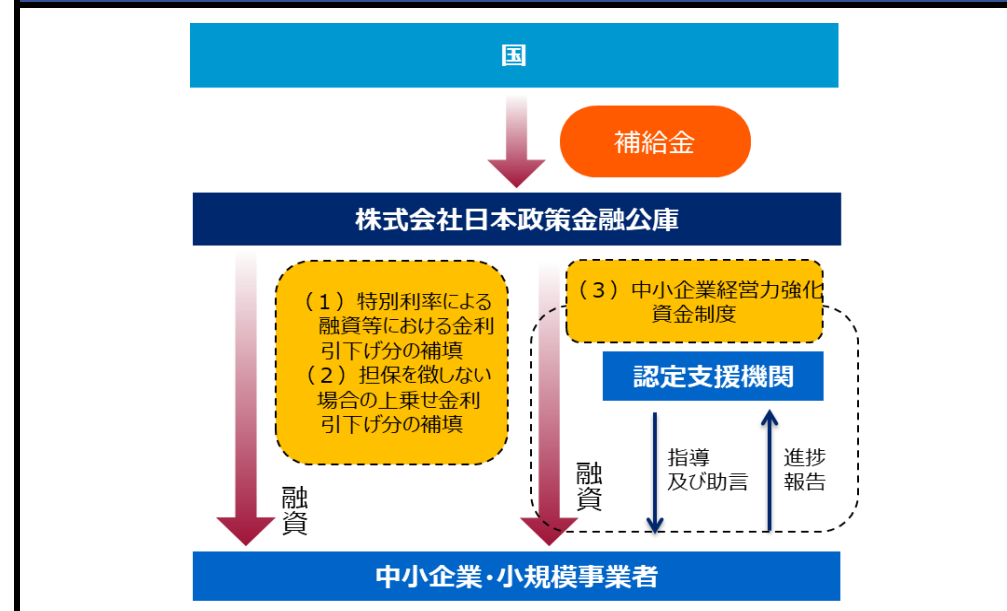 国
補給金
株式会社日本政策金融公庫
（１）特別利率による
融資等における金利
引下げ分の補填
（２）担保を徴しない
場合の上乗せ金利
引下げ分の補填
（３）中小企業経営力強化
資金制度
認定支援機関
指導
及び助言
進捗
報告
融資
融資
中小企業･小規模事業者